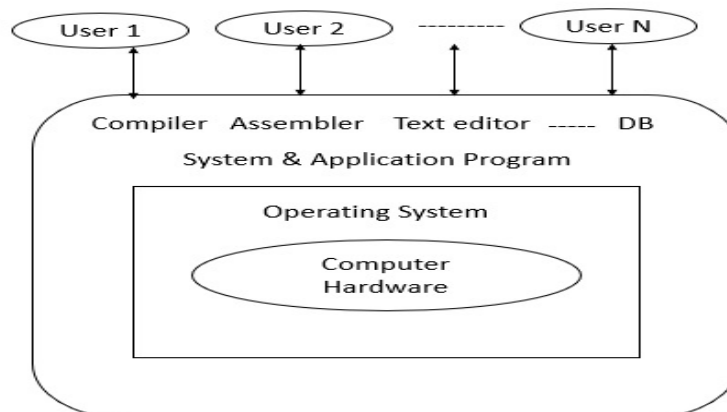 User 1 User 2 ---------- User N
Compiler Assembler Text editor ----- DB
System & Application Program
Operating System
Computer
Hardware